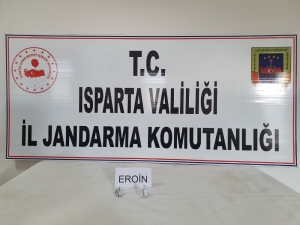 T.C.
ISPARTA VALİLİĞİ
İL JANDARMA KOMUTANLIĞI
EROİN